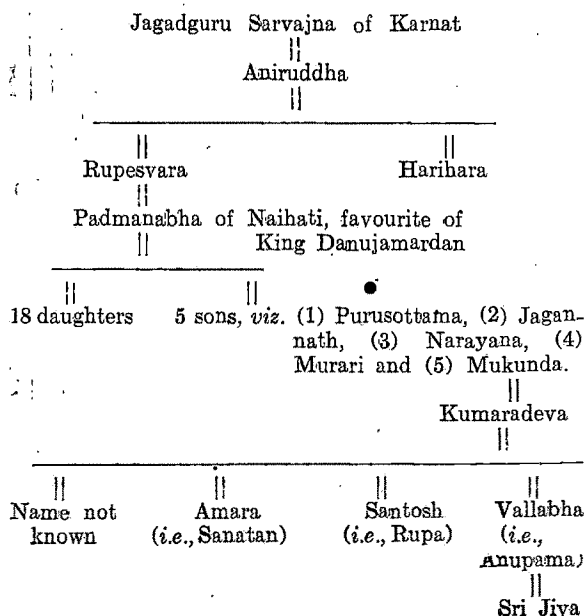 Jagadguru Sarvajna of Karnat
Aniruddha
Rupesvara Harihara
Padmanabha of Naihati, favourite of
King Danujamardan
18 daughters 5 sons, viz. (1) Purusottama, (2) Jagan-
nath, (3) Narayana, (4)
Murari and (5) Mukunda.
Kumaradeva
Name not known
Amara (i.e., Sanatan)
Santosh (i.e., Rupa)
Vallabha (i.e., Anupama)
Sri Jiva